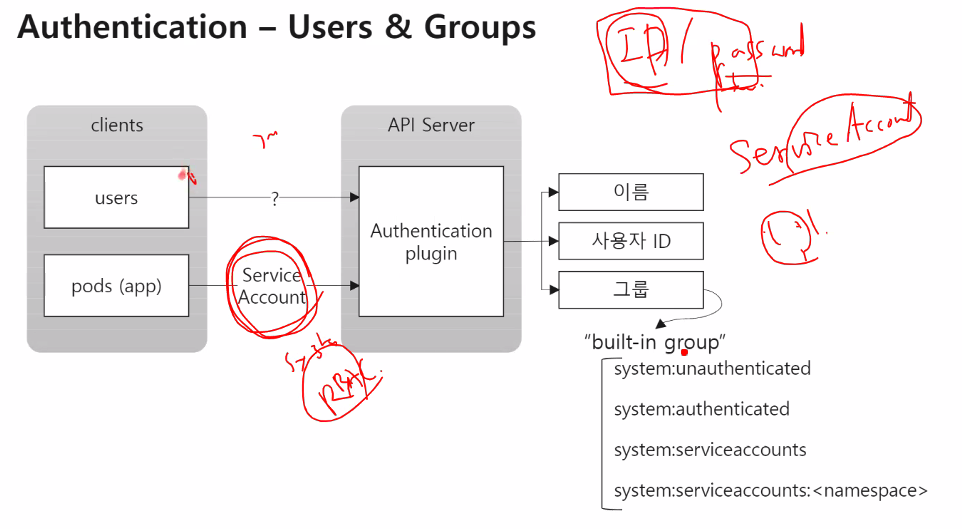 Authentication – Users & Groups
ID / password
Service Account
clients
API Server
users
?
Authentication
plugin
pods (app)
Service
Account
이름
사용자 ID
그룹
RBAC
"built-in group"
system:unauthenticated
system:authenticated
system:serviceaccounts
system:serviceaccounts:<namespace>